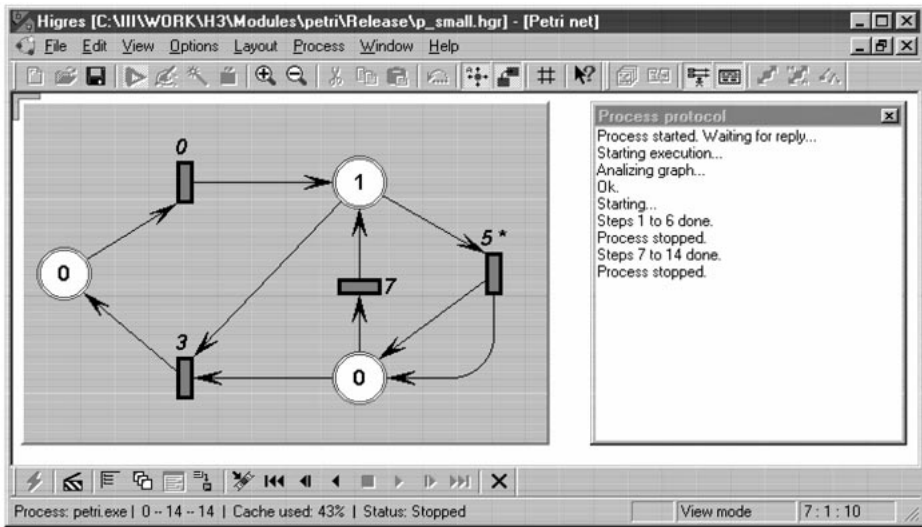 Higres [C:\III\WORK\H3\Modules\petri\Release\p_small.hgr] - [Petri net]
File Edit View Options Layout Process Window Help
Process protocol
Process started. Waiting for reply...
Starting execution...
Analizing graph...
Ok.
Starting...
Steps 1 to 6 done.
Process stopped.
Steps 7 to 14 done.
Process stopped.
0
1
5 *
0
7
3
0
Process: petri.exe | 0 -- 14 -- 14 | Cache used: 43% | Status: Stopped
View mode
7 : 1 : 10